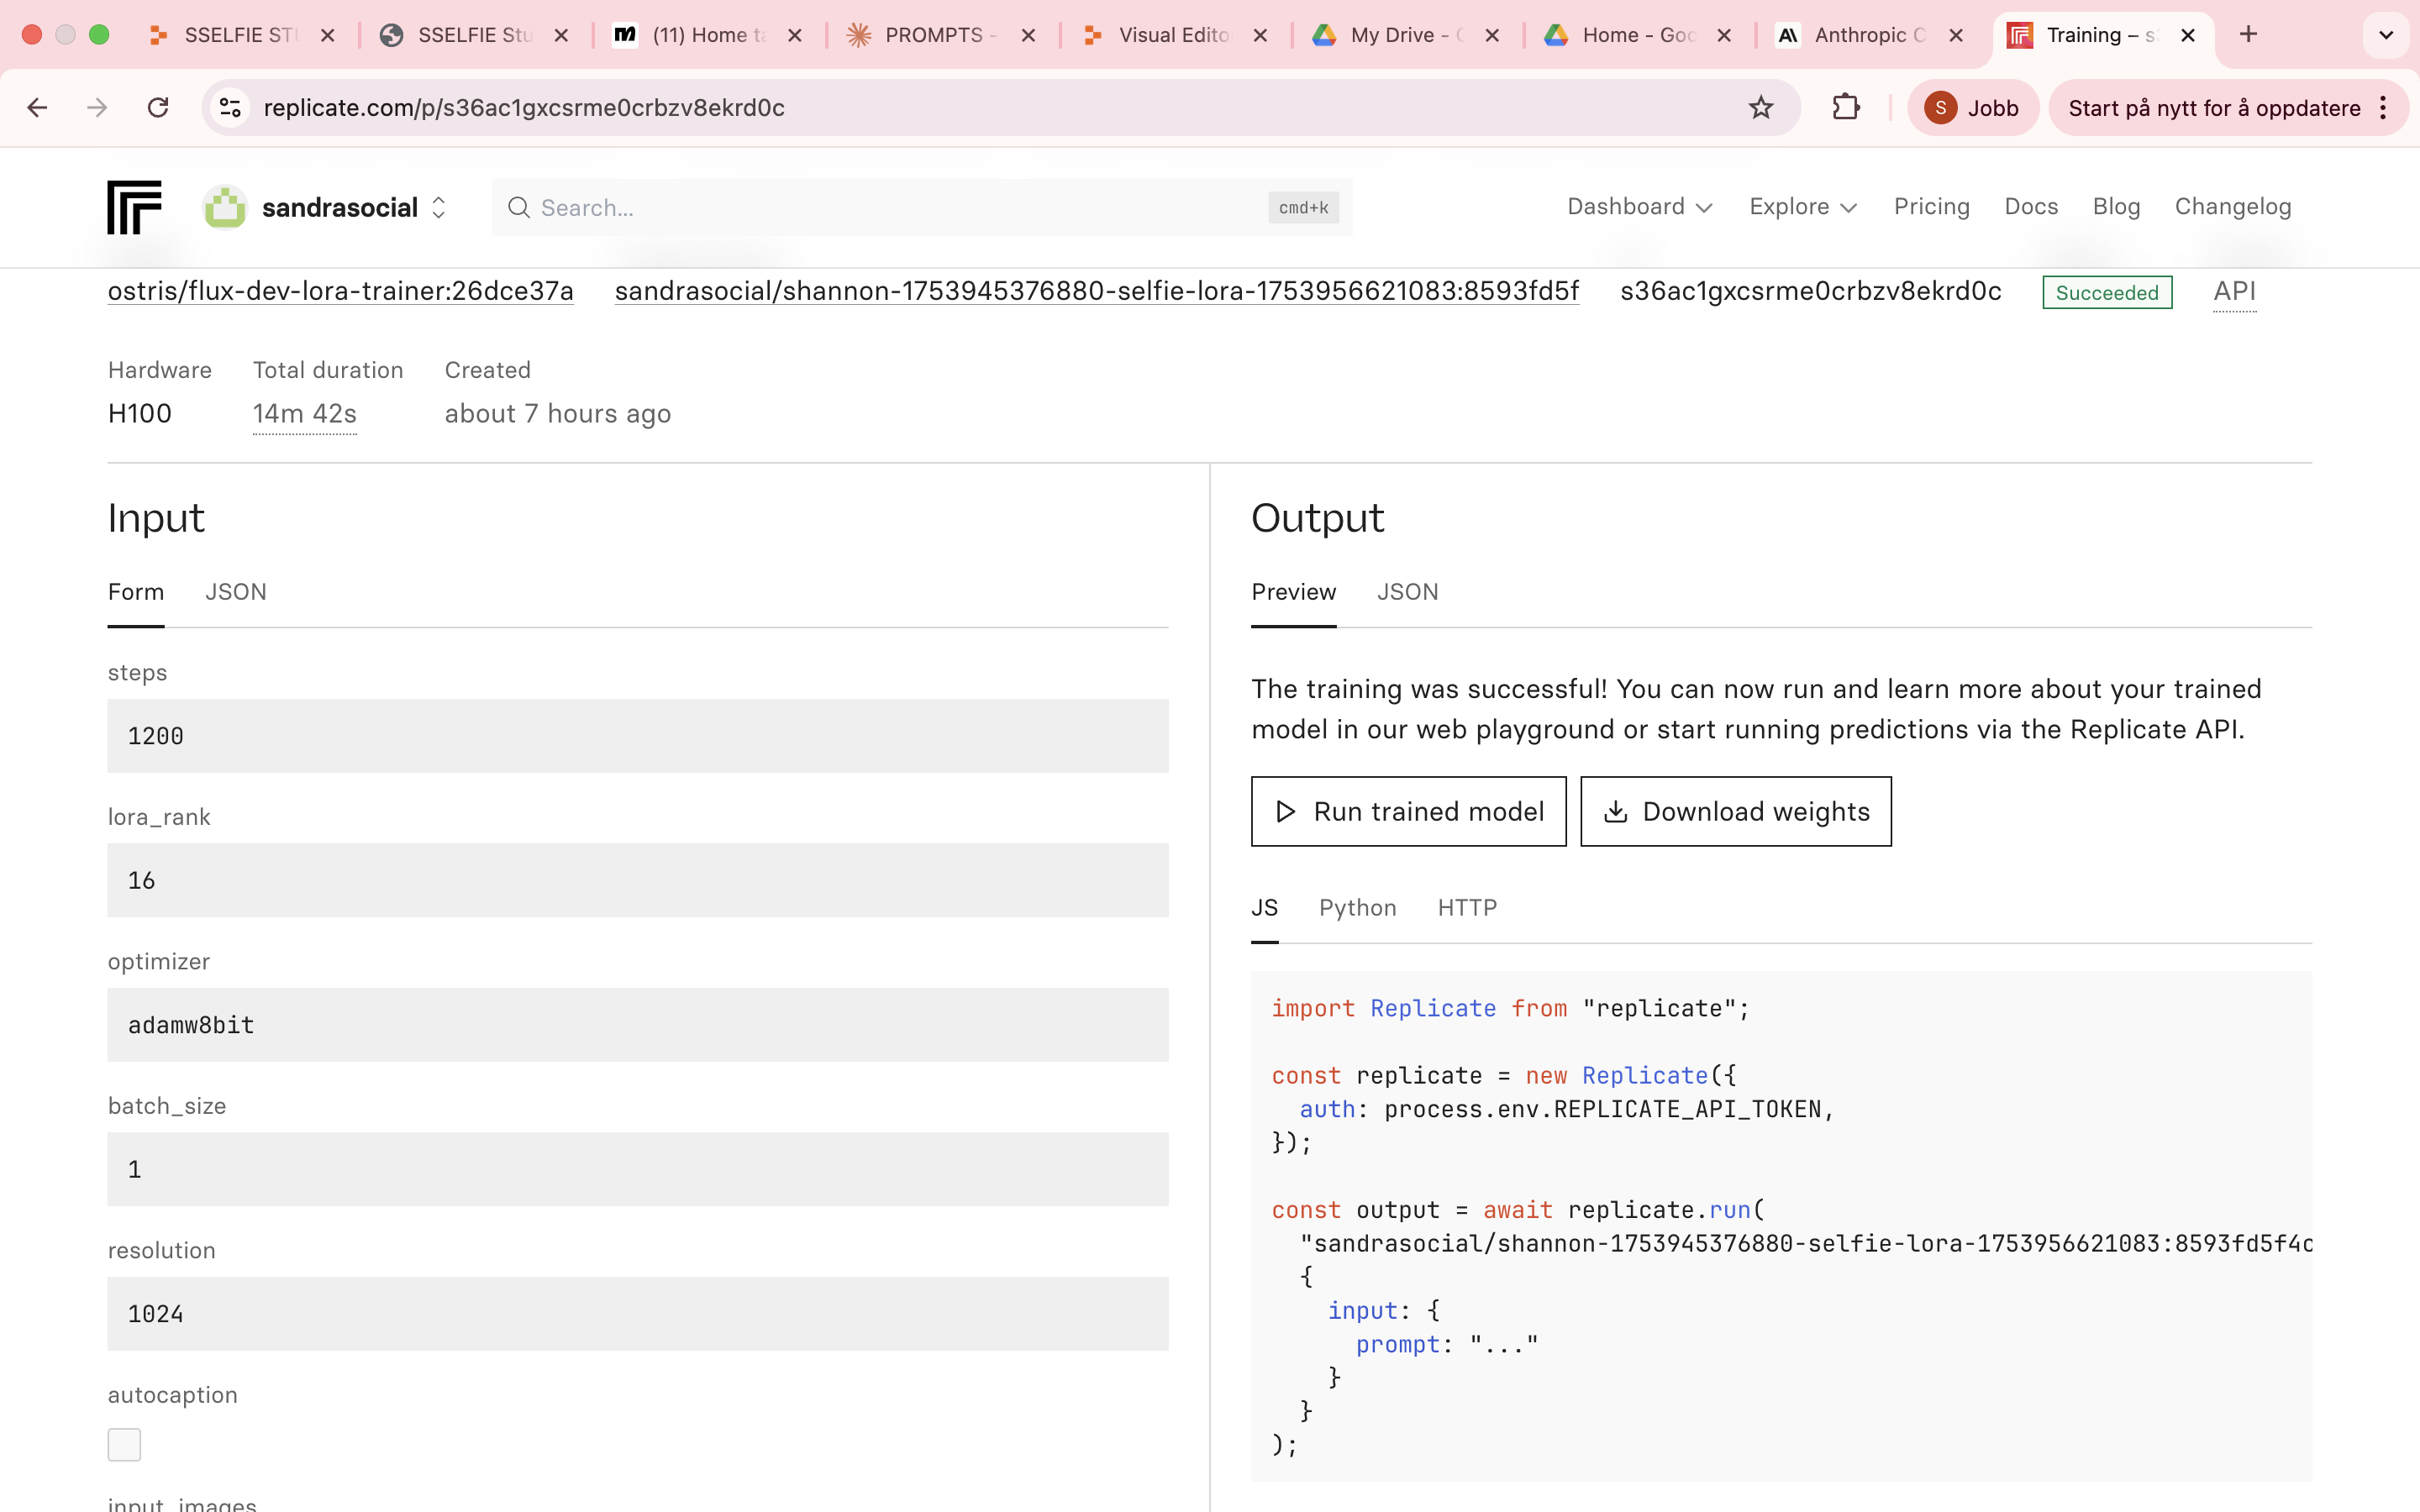 SSELFIE STU
SSELFIE Stu
(11) Home ta
PROMPTS -
Visual Edito
My Drive -
Home - Goo
Anthropic C
Training – s
replicate.com/p/s36ac1gxcsrme0crbzv8ekrd0c
S Jobb
Start på nytt for å oppdatere
sandrasocial
Search...
cmd+k
Dashboard
Explore
Pricing
Docs
Blog
Changelog
ostris/flux-dev-lora-trainer:26dce37a
sandrasocial/shannon-1753945376880-selfie-lora-1753956621083:8593fd5f
s36ac1gxcsrme0crbzv8ekrd0c
Succeeded
API
Hardware
H100
Total duration
14m 42s
Created
about 7 hours ago
Input
Form
JSON
steps
1200
lora_rank
16
optimizer
adamw8bit
batch_size
1
resolution
1024
autocaption
input_images
Output
Preview
JSON
The training was successful! You can now run and learn more about your trained
model in our web playground or start running predictions via the Replicate API.
Run trained model
Download weights
JS
Python
HTTP
import Replicate from "replicate";
const replicate = new Replicate({
auth: process.env.REPLICATE_API_TOKEN,
});
const output = await replicate.run(
"sandrasocial/shannon-1753945376880-selfie-lora-1753956621083:8593fd5f4c
{
input: {
prompt: "..."
}
}
);